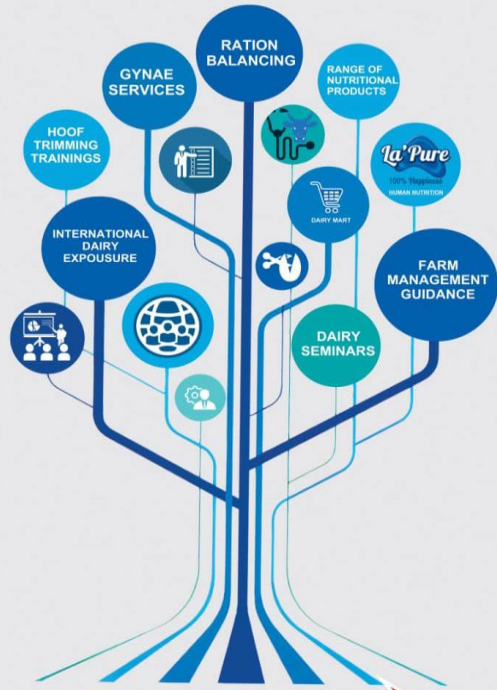 RATION
BALANCING
GYNAE
SERVICES
RANGE OF
NUTRITIONAL
PRODUCTS
HOOF
TRIMMING
TRAININGS
La'Pure
100% Happiness
HUMAN NUTRITION
DAIRY MART
INTERNATIONAL
DAIRY
EXPOUSURE
FARM
MANAGEMENT
GUIDANCE
DAIRY
SEMINARS